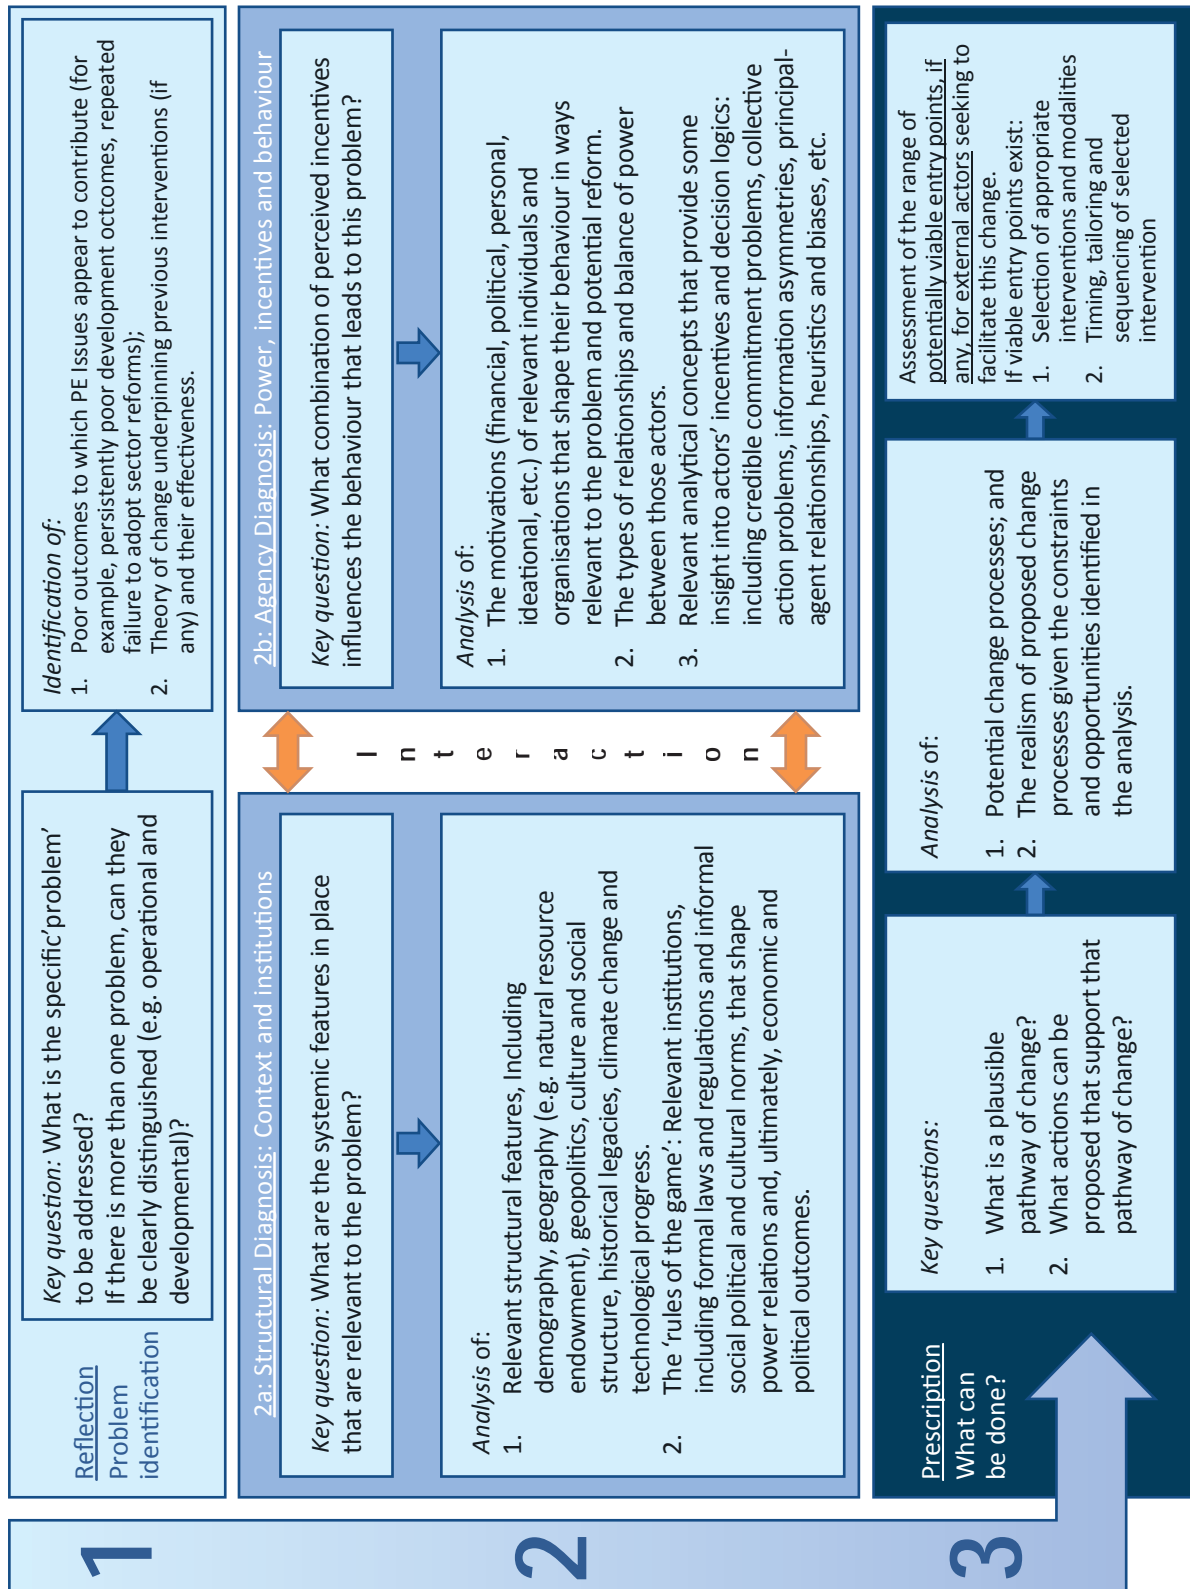 1
Reflection
Problem
identification
Key question: What is the specific‘problem’
to be addressed?
If there is more than one problem, can they
be clearly distinguished (e.g. operational and
developmental)?
Identification of:
1. Poor outcomes to which PE Issues appear to contribute (for
example, persistently poor development outcomes, repeated
failure to adopt sector reforms);
2. Theory of change underpinning previous interventions (if
any) and their effectiveness.
2
2a: Structural Diagnosis: Context and institutions
Key question: What are the systemic features in place
that are relevant to the problem?
Analysis of:
1. Relevant structural features, Including
demography, geography (e.g. natural resource
endowment), geopolitics, culture and social
structure, historical legacies, climate change and
technological progress.
2. The ‘rules of the game’: Relevant institutions,
including formal laws and regulations and informal
social political and cultural norms, that shape
power relations and, ultimately, economic and
political outcomes.
Interaction
2b: Agency Diagnosis: Power, incentives and behaviour
Key question: What combination of perceived incentives
influences the behaviour that leads to this problem?
Analysis of:
1. The motivations (financial, political, personal,
ideational, etc.) of relevant individuals and
organisations that shape their behaviour in ways
relevant to the problem and potential reform.
2. The types of relationships and balance of power
between those actors.
3. Relevant analytical concepts that provide some
insight into actors’ incentives and decision logics:
including credible commitment problems, collective
action problems, information asymmetries, principal-
agent relationships, heuristics and biases, etc.
3
Prescription
What can
be done?
Key questions:
1. What is a plausible
pathway of change?
2. What actions can be
proposed that support that
pathway of change?
Analysis of:
1. Potential change processes; and
2. The realism of proposed change
processes given the constraints
and opportunities identified in
the analysis.
Assessment of the range of
potentially viable entry points, if
any, for external actors seeking to
facilitate this change.
If viable entry points exist:
1. Selection of appropriate
interventions and modalities
2. Timing, tailoring and
sequencing of selected
intervention